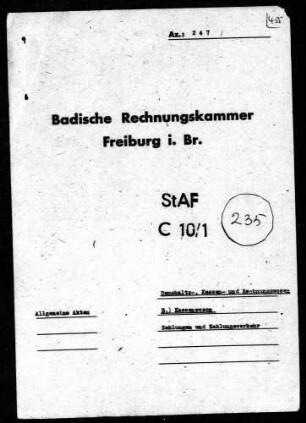 455
Az.: 247
Badische Rechnungskammer
Freiburg i. Br.
StAF
C 10/1
235
Haushalts-, Kassen- und Rechnungswesen
Allgemeine Akten
B.) Kassenwesen
Zahlungen und Zahlungsverkehr